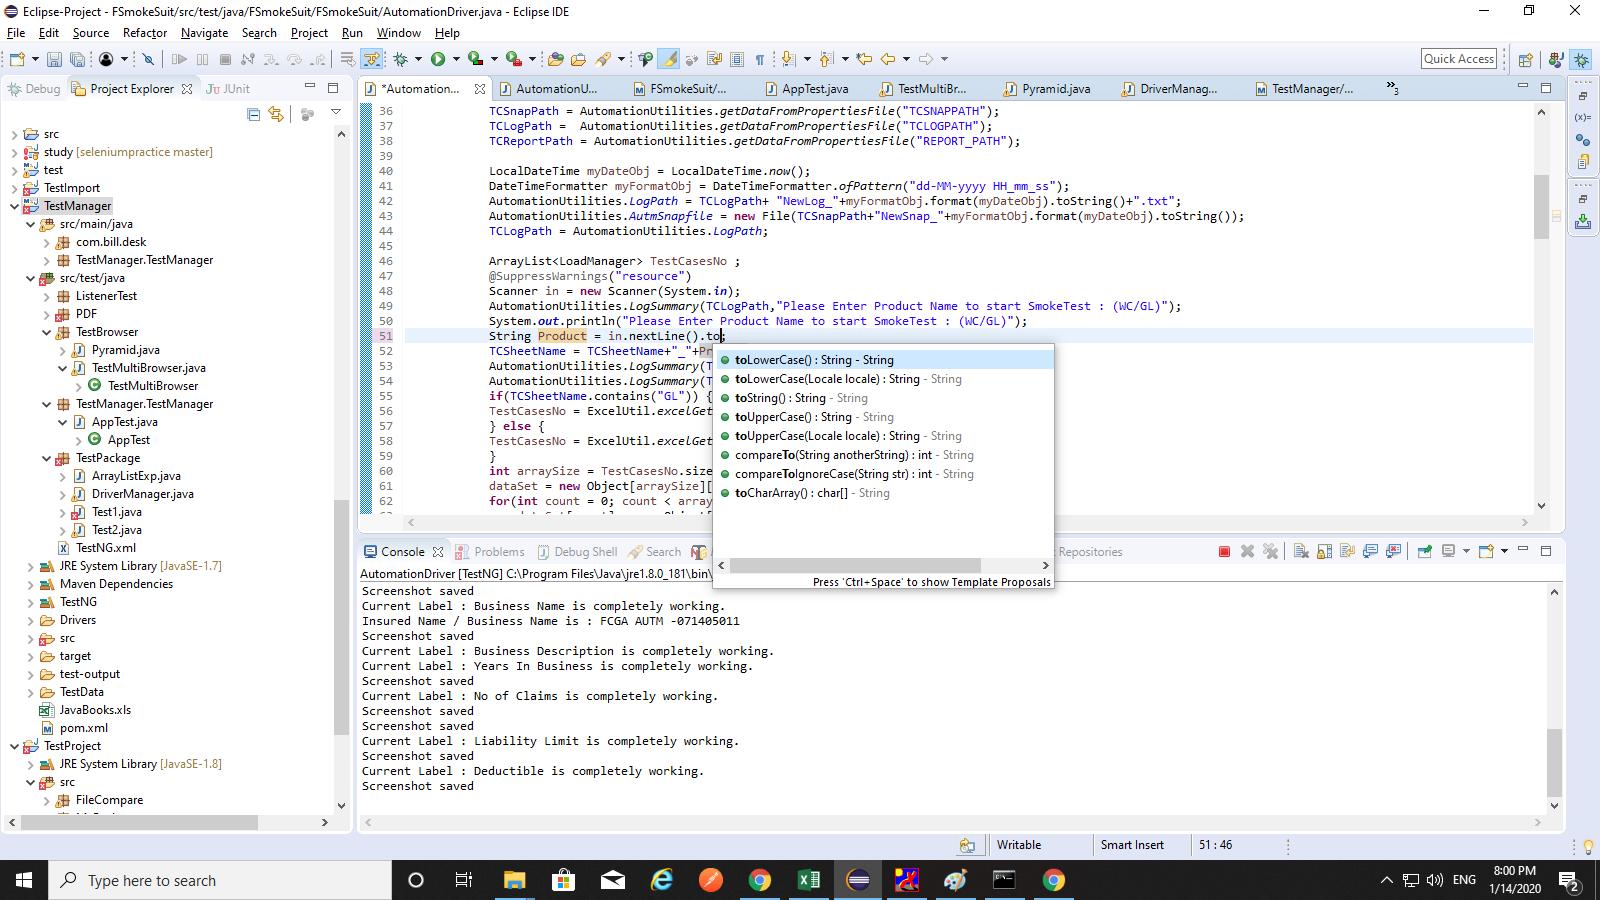 Eclipse-Project - FSmokeSuit/src/test/java/FSmokeSuit/FSmokeSuit/AutomationDriver.java - Eclipse IDE
File Edit Source Refactor Navigate Search Project Run Window Help
Quick Access
Debug Project Explorer JUnit
*Automation... AutomationU... FSmokeSuit/... AppTest.java TestMultiBr... Pyramid.java DriverManag... TestManager/... »3
src
study [seleniumpractice master]
test
TestImport
TestManager
src/main/java
com.bill.desk
TestManager.TestManager
src/test/java
ListenerTest
PDF
TestBrowser
Pyramid.java
TestMultiBrowser.java
TestMultiBrowser
TestManager.TestManager
AppTest.java
AppTest
TestPackage
ArrayListExp.java
DriverManager.java
Test1.java
Test2.java
TestNG.xml
JRE System Library [JavaSE-1.7]
Maven Dependencies
TestNG
Drivers
src
target
test-output
TestData
JavaBooks.xls
pom.xml
TestProject
JRE System Library [JavaSE-1.8]
src
FileCompare
36 TCSnapPath = AutomationUtilities.getDataFromPropertiesFile("TCSNAPPATH");
37 TCLogPath =  AutomationUtilities.getDataFromPropertiesFile("TCLOGPATH");
38 TCReportPath = AutomationUtilities.getDataFromPropertiesFile("REPORT_PATH");
39
40 LocalDateTime myDateObj = LocalDateTime.now();
41 DateTimeFormatter myFormatObj = DateTimeFormatter.ofPattern("dd-MM-yyyy HH_mm_ss");
42 AutomationUtilities.LogPath = TCLogPath+ "NewLog_"+myFormatObj.format(myDateObj).toString()+".txt";
43 AutomationUtilities.AutmSnapfile = new File(TCSnapPath+"NewSnap_"+myFormatObj.format(myDateObj).toString());
44 TCLogPath = AutomationUtilities.LogPath;
45
46 ArrayList<LoadManager> TestCasesNo ;
47 @SuppressWarnings("resource")
48 Scanner in = new Scanner(System.in);
49 AutomationUtilities.LogSummary(TCLogPath,"Please Enter Product Name to start SmokeTest : (WC/GL)");
50 System.out.println("Please Enter Product Name to start SmokeTest : (WC/GL)");
51 String Product = in.nextLine().to;
52 TCSheetName = TCSheetName+"_"+Pr
53 AutomationUtilities.LogSummary(T
54 AutomationUtilities.LogSummary(T
55 if(TCSheetName.contains("GL")) {
56 TestCasesNo = ExcelUtil.excelGet
57 } else {
58 TestCasesNo = ExcelUtil.excelGet
59 }
60 int arraySize = TestCasesNo.size
61 dataSet = new Object[arraySize][
62 for(int count = 0; count < array
toLowerCase() : String - String
toLowerCase(Locale locale) : String - String
toString() : String - String
toUpperCase() : String - String
toUpperCase(Locale locale) : String - String
compareTo(String anotherString) : int - String
compareToIgnoreCase(String str) : int - String
toCharArray() : char[] - String
Press 'Ctrl+Space' to show Template Proposals
Console Problems Debug Shell Search Repositories
AutomationDriver [TestNG] C:\Program Files\Java\jre1.8.0_181\bin\
Screenshot saved
Current Label : Business Name is completely working.
Insured Name / Business Name is : FCGA AUTM -071405011
Screenshot saved
Current Label : Business Description is completely working.
Current Label : Years In Business is completely working.
Screenshot saved
Current Label : No of Claims is completely working.
Screenshot saved
Screenshot saved
Current Label : Liability Limit is completely working.
Screenshot saved
Current Label : Deductible is completely working.
Screenshot saved
Writable Smart Insert 51 : 46
Type here to search
ENG
8:00 PM
1/14/2020
2